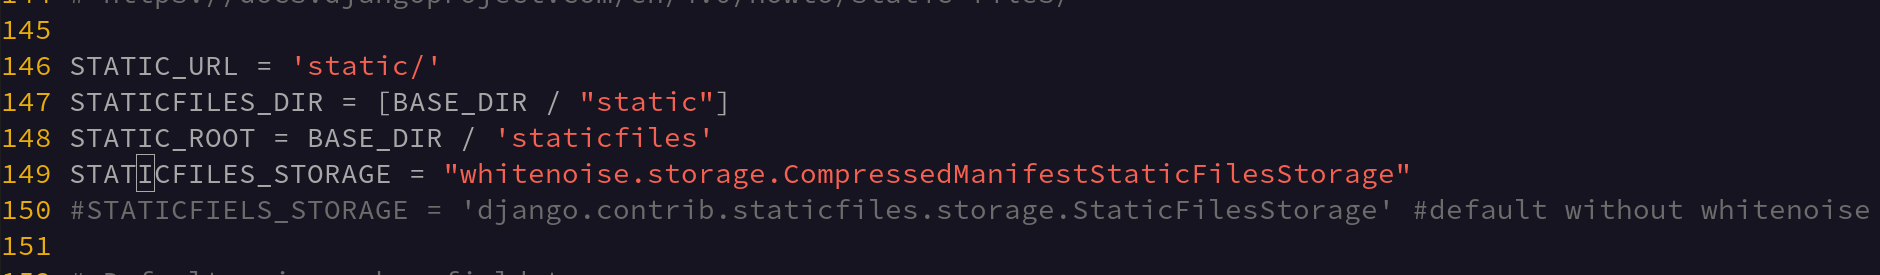 145
146 STATIC_URL = 'static/'
147 STATICFILES_DIR = [BASE_DIR / "static"]
148 STATIC_ROOT = BASE_DIR / 'staticfiles'
149 STATICFILES_STORAGE = "whitenoise.storage.CompressedManifestStaticFilesStorage"
150 #STATICFIELS_STORAGE = 'django.contrib.staticfiles.storage.StaticFilesStorage' #default without whitenoise
151